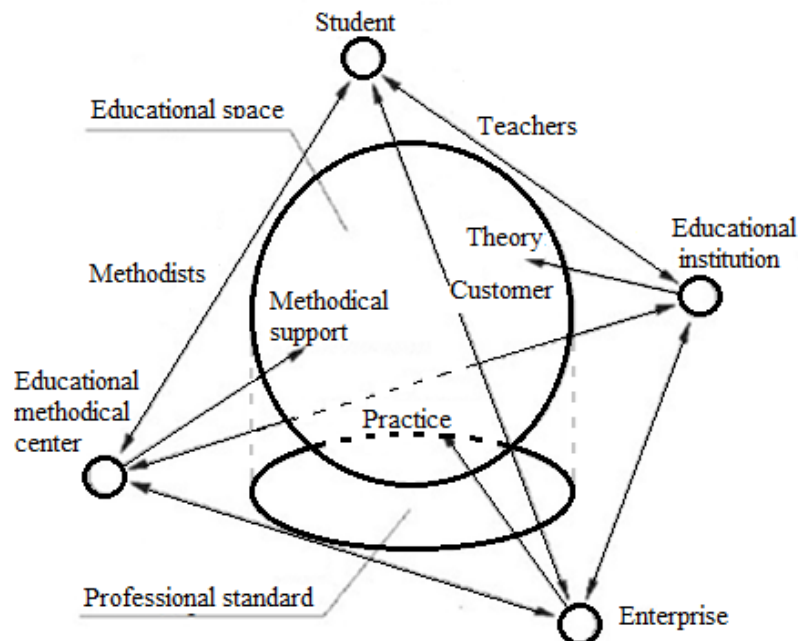 Student
Educational space
Teachers
Theory
Educational
institution
Methodists
Customer
Methodical
support
Educational
methodical
center
Practice
Professional standard
Enterprise